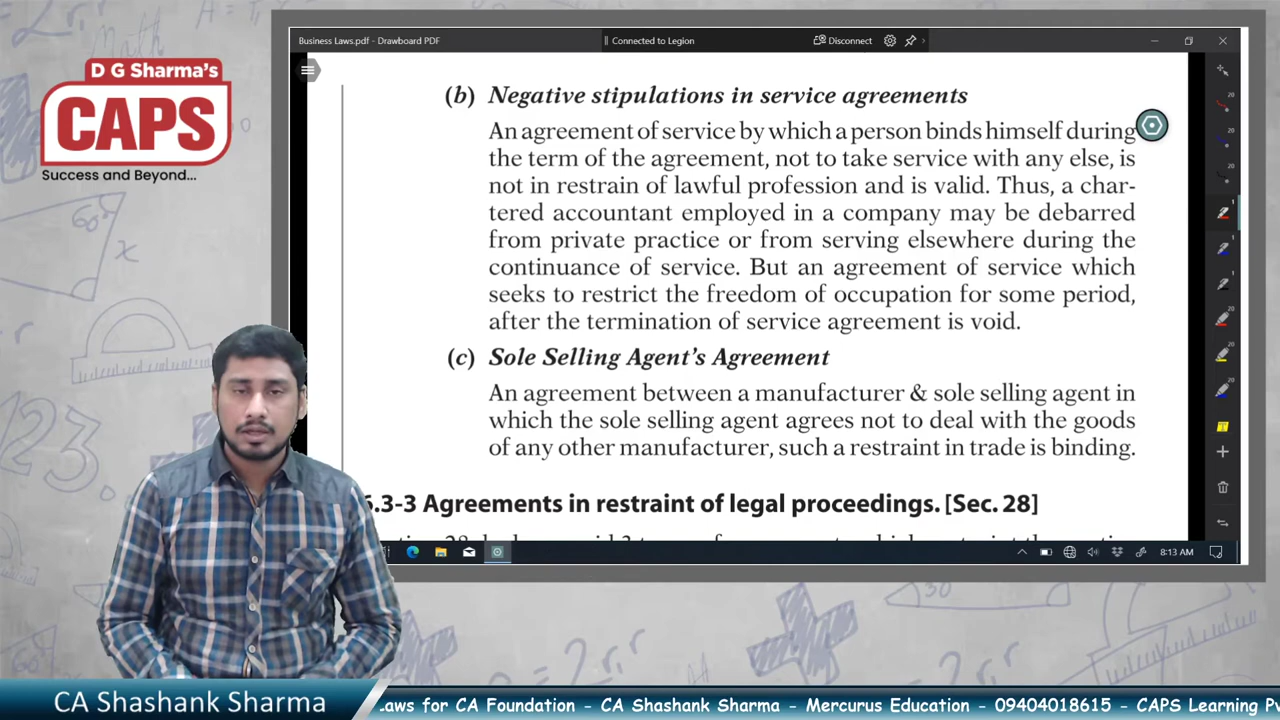 Business Laws.pdf - Drawboard PDF
Connected to Legion
Disconnect
D G Sharma's
CAPS
Success and Beyond...
(b) Negative stipulations in service agreements
An agreement of service by which a person binds himself during
the term of the agreement, not to take service with any else, is
not in restrain of lawful profession and is valid. Thus, a char-
tered accountant employed in a company may be debarred
from private practice or from serving elsewhere during the
continuance of service. But an agreement of service which
seeks to restrict the freedom of occupation for some period,
after the termination of service agreement is void.
(c) Sole Selling Agent's Agreement
An agreement between a manufacturer & sole selling agent in
which the sole selling agent agrees not to deal with the goods
of any other manufacturer, such a restraint in trade is binding.
6.3-3 Agreements in restraint of legal proceedings. [Sec. 28]
8:13 AM
CA Shashank Sharma
Laws for CA Foundation - CA Shashank Sharma - Mercurus Education - 09404018615 - CAPS Learning